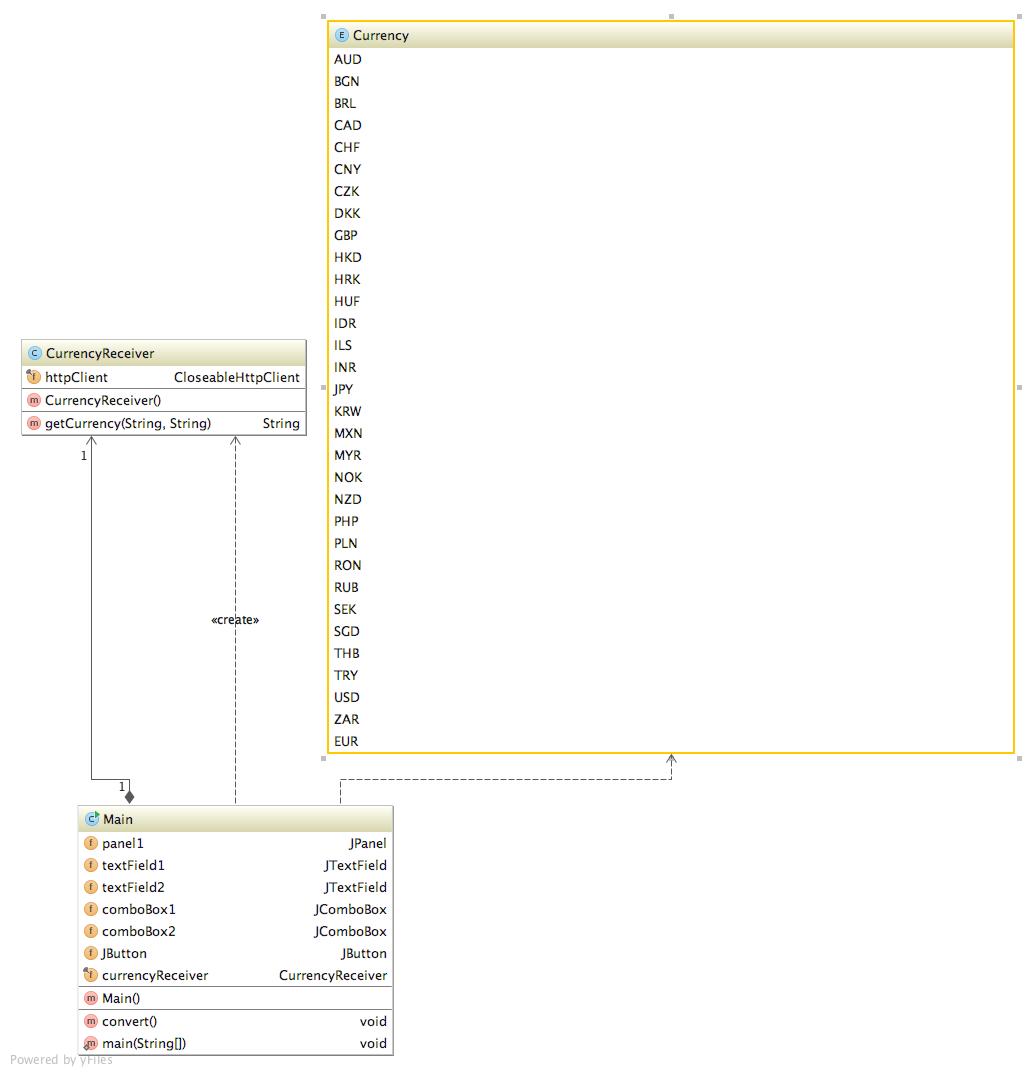 Currency
AUD
BGN
BRL
CAD
CHF
CNY
CZK
DKK
GBP
HKD
HRK
HUF
IDR
ILS
INR
JPY
KRW
MXN
MYR
NOK
NZD
PHP
PLN
RON
RUB
SEK
SGD
THB
TRY
USD
ZAR
EUR
CurrencyReceiver
httpClient CloseableHttpClient
CurrencyReceiver()
getCurrency(String, String) String
1
«create»
1
Main
panel1 JPanel
textField1 JTextField
textField2 JTextField
comboBox1 JComboBox
comboBox2 JComboBox
JButton JButton
currencyReceiver CurrencyReceiver
Main()
convert() void
main(String[]) void
Powered by yFiles